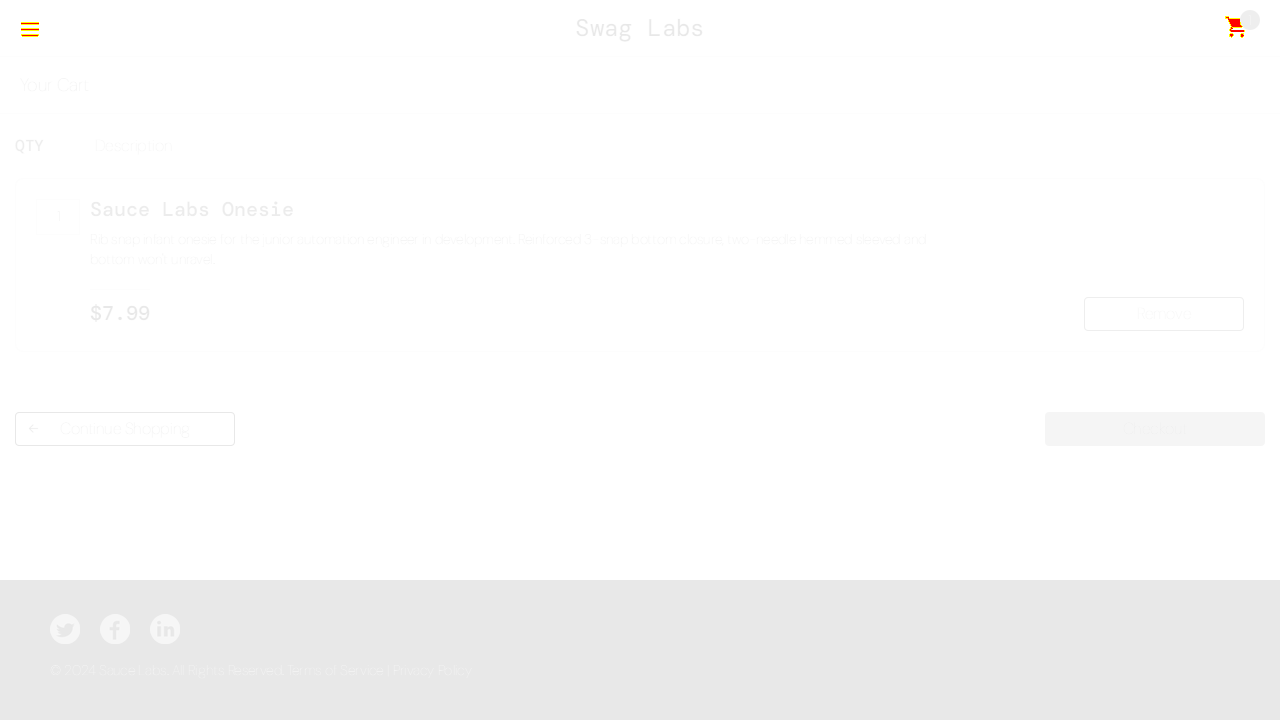 Swag Labs
Your Cart
QTY
Description
1
Sauce Labs Onesie
Rib snap infant onesie for the junior automation engineer in development. Reinforced 3-snap bottom closure, two-needle hemmed sleeved and
bottom won't unravel.
$7.99
Remove
Continue Shopping
© 2024 Sauce Labs. All Rights Reserved. Terms of Service | Privacy Policy